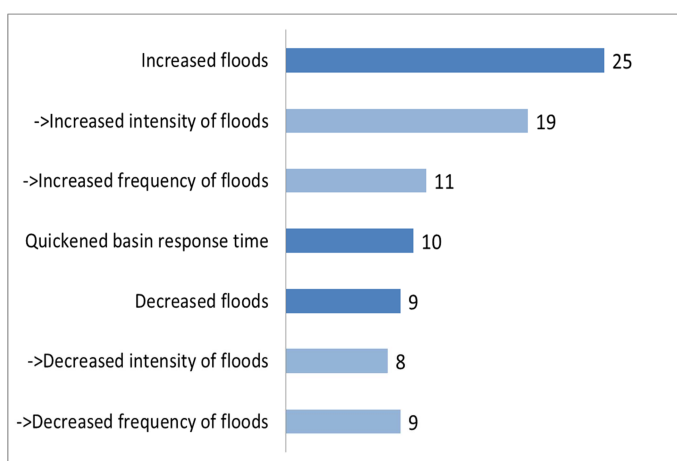 Increased floods 25
->Increased intensity of floods 19
->Increased frequency of floods 11
Quickened basin response time 10
Decreased floods 9
->Decreased intensity of floods 8
->Decreased frequency of floods 9